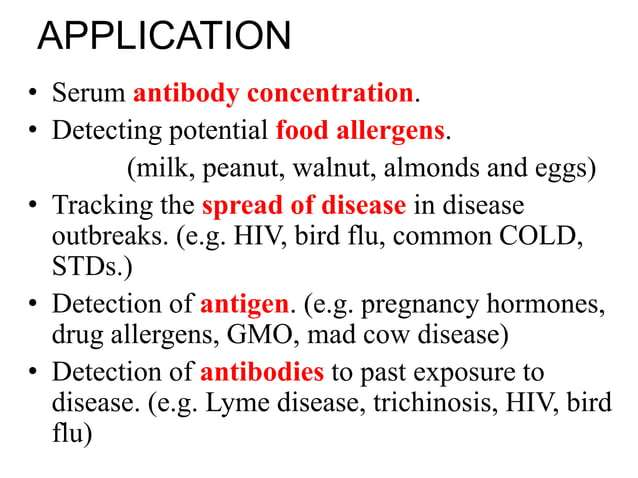 APPLICATION
• Serum antibody concentration.
• Detecting potential food allergens.
(milk, peanut, walnut, almonds and eggs)
• Tracking the spread of disease in disease
outbreaks. (e.g. HIV, bird flu, common COLD,
STDs.)
• Detection of antigen. (e.g. pregnancy hormones,
drug allergens, GMO, mad cow disease)
• Detection of antibodies to past exposure to
disease. (e.g. Lyme disease, trichinosis, HIV, bird
flu)